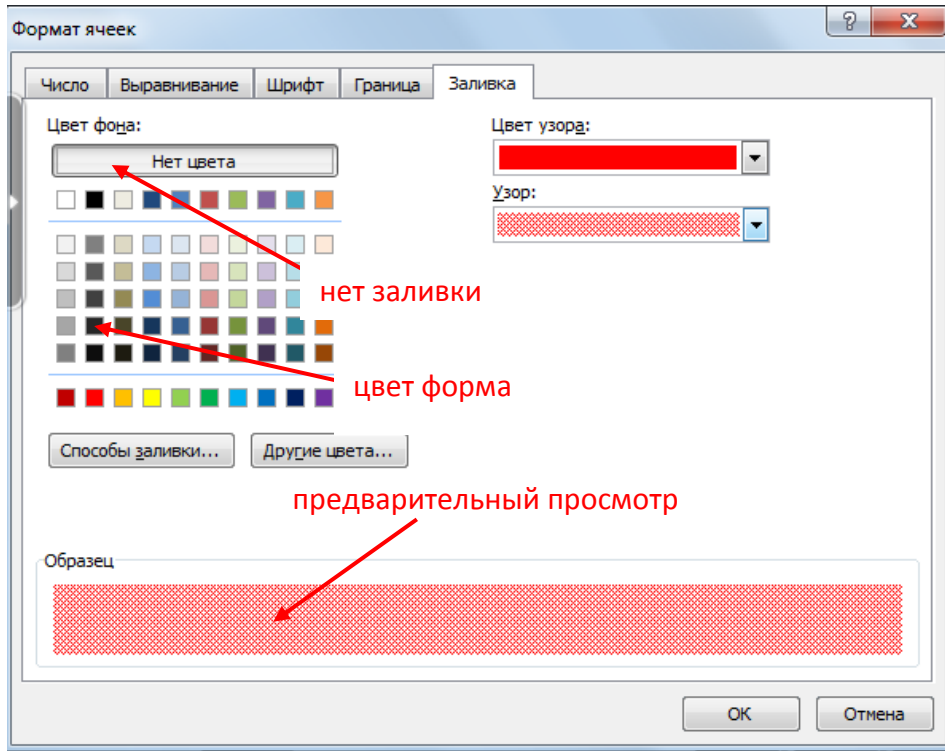 Формат ячеек
?
X
Число Выравнивание Шрифт Граница Заливка
Цвет фона:
Нет цвета
Цвет узора:
Узор:
нет заливки
цвет форма
Способы заливки... Другие цвета...
предварительный просмотр
Образец
ОК Отмена